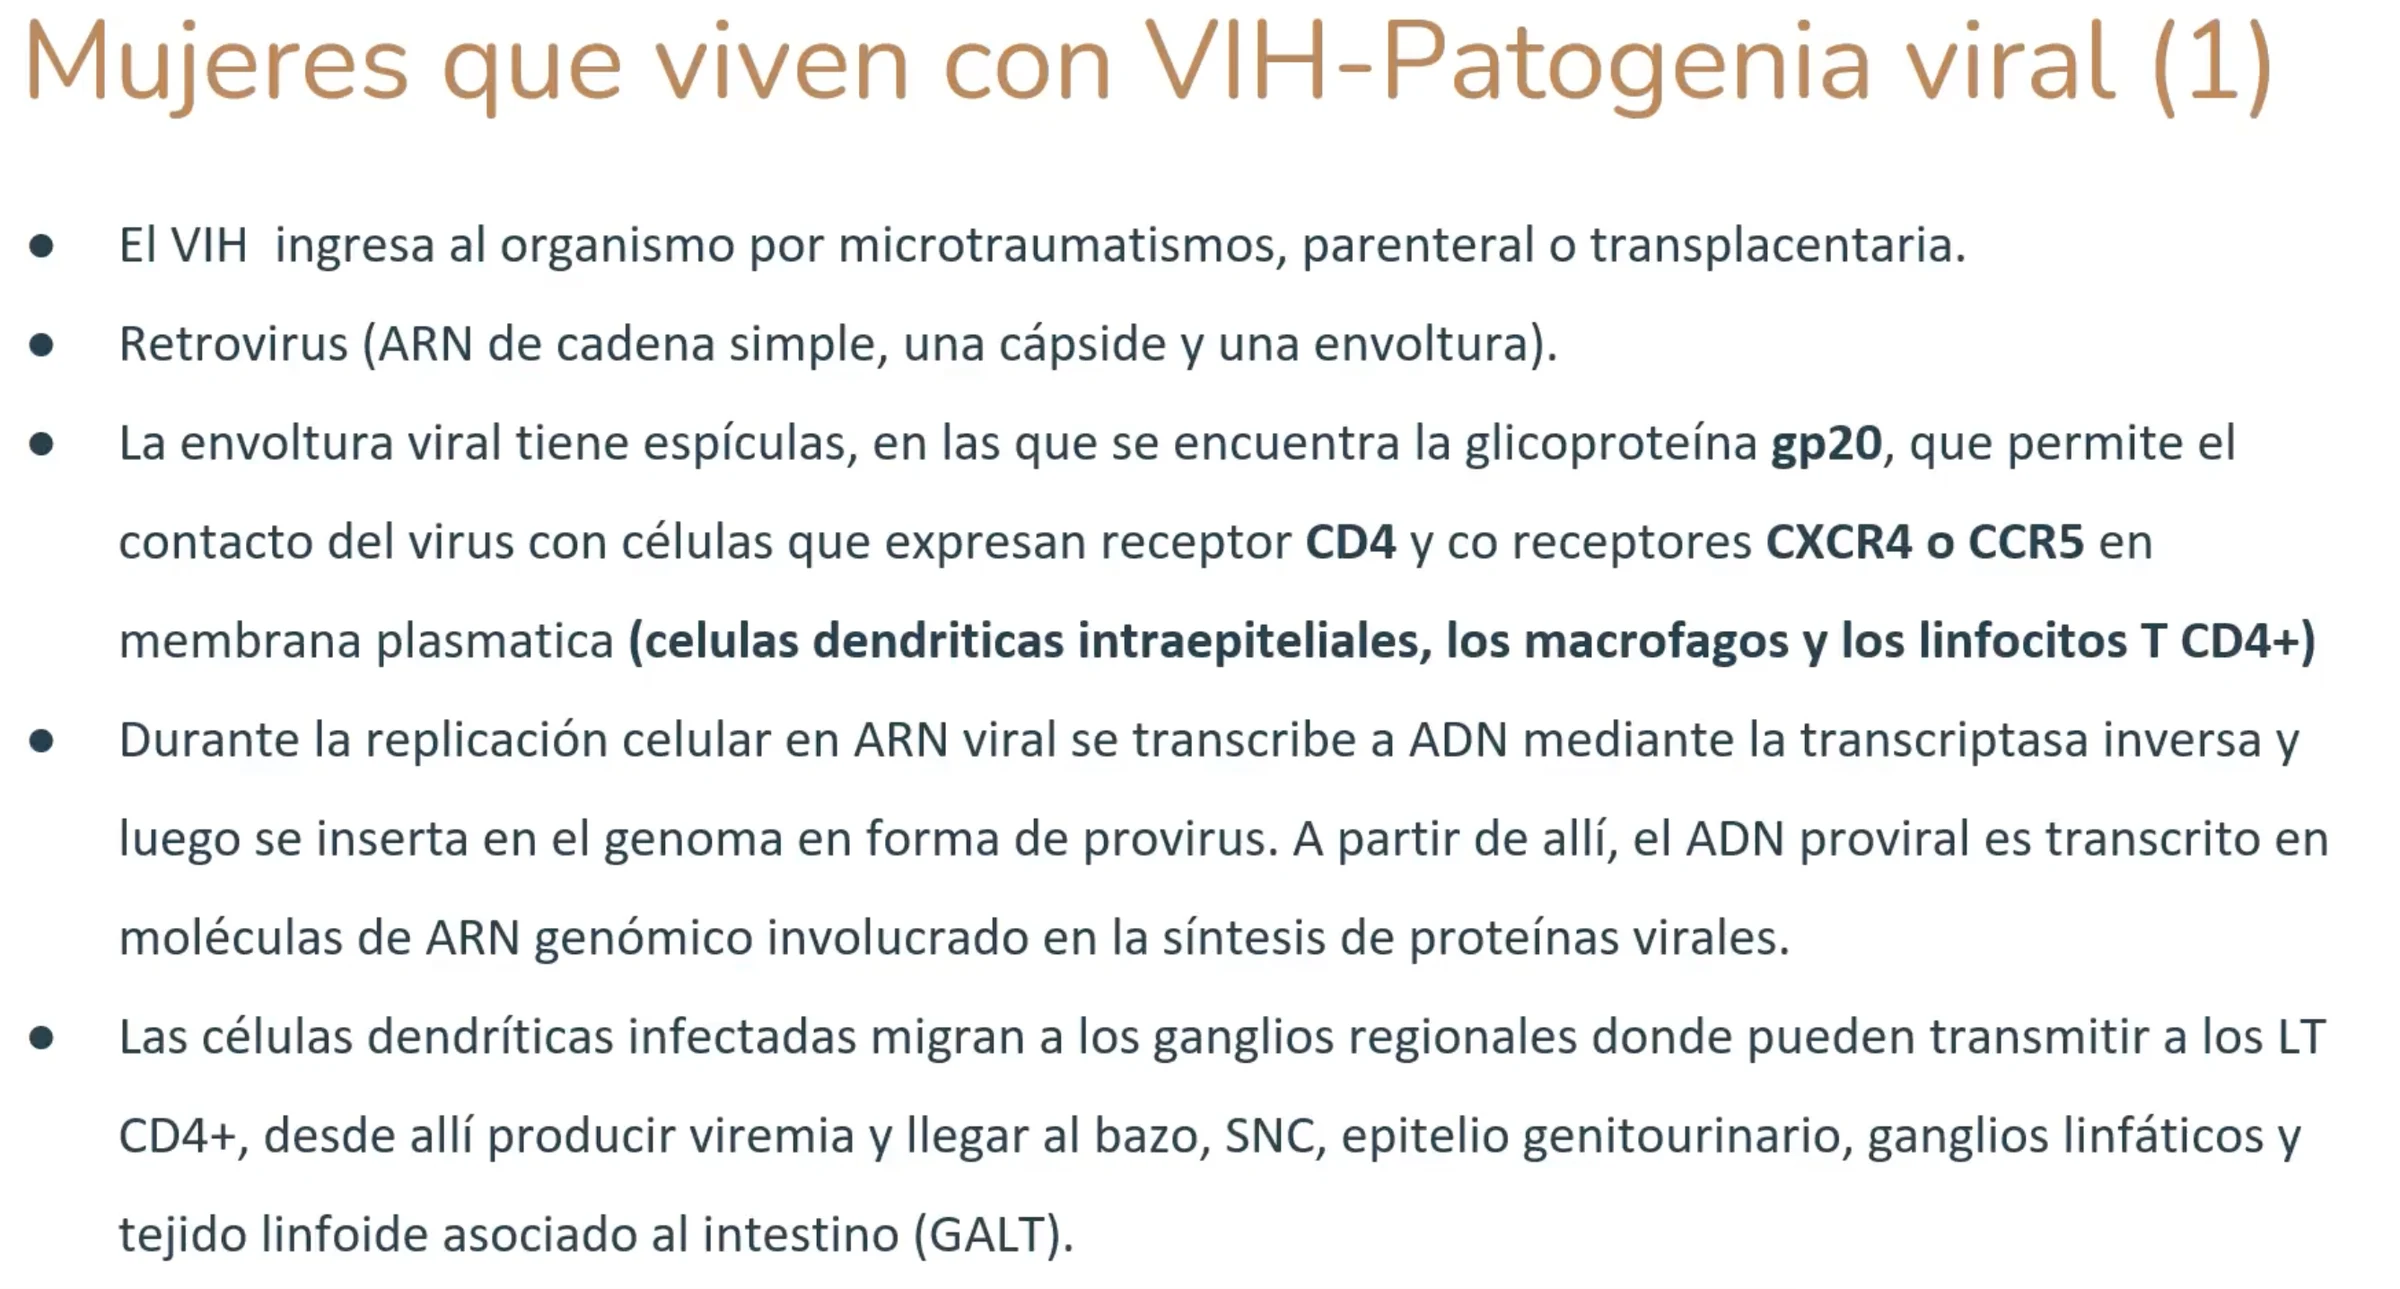 Mujeres que viven con VIH-Patogenia viral (1)
● El VIH  ingresa al organismo por microtraumatismos, parenteral o transplacentaria.
● Retrovirus (ARN de cadena simple, una cápside y una envoltura).
● La envoltura viral tiene espículas, en las que se encuentra la glicoproteína gp20, que permite el
contacto del virus con células que expresan receptor CD4 y co receptores CXCR4 o CCR5 en
membrana plasmatica (celulas dendriticas intraepiteliales, los macrofagos y los linfocitos T CD4+)
● Durante la replicación celular en ARN viral se transcribe a ADN mediante la transcriptasa inversa y
luego se inserta en el genoma en forma de provirus. A partir de allí, el ADN proviral es transcrito en
moléculas de ARN genómico involucrado en la síntesis de proteínas virales.
● Las células dendríticas infectadas migran a los ganglios regionales donde pueden transmitir a los LT
CD4+, desde allí producir viremia y llegar al bazo, SNC, epitelio genitourinario, ganglios linfáticos y
tejido linfoide asociado al intestino (GALT).